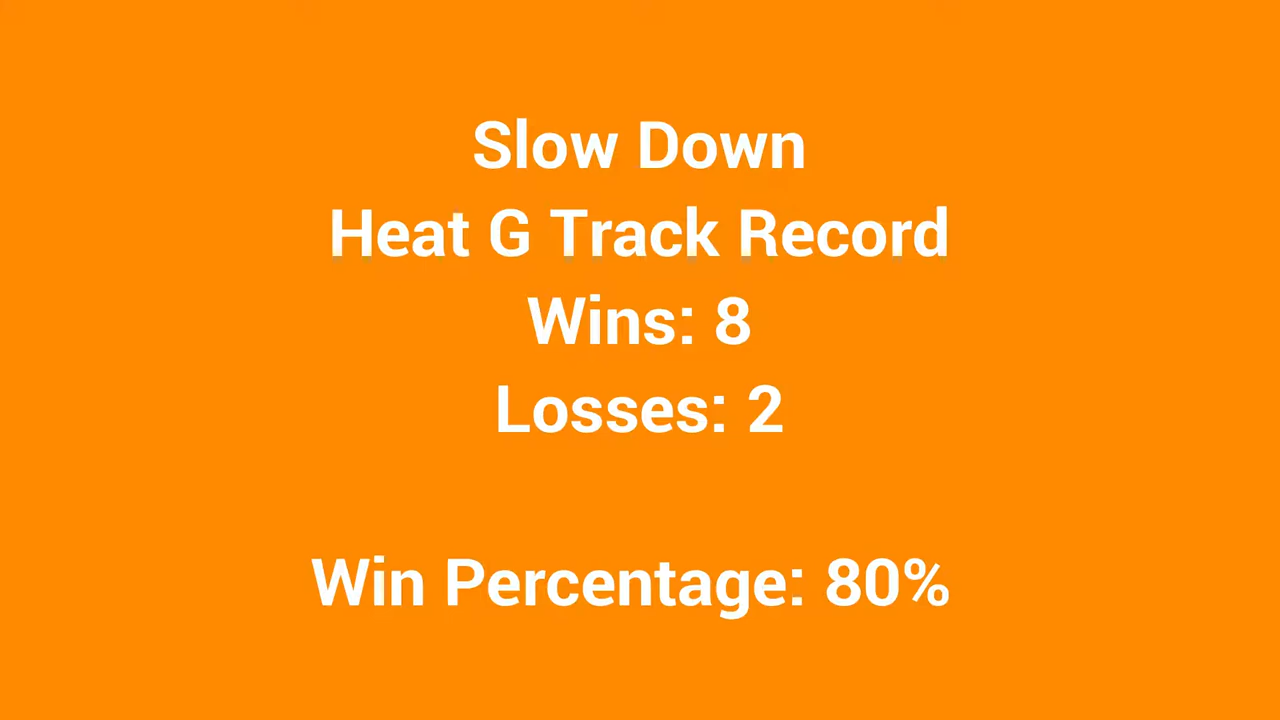 Slow Down
Heat G Track Record
Wins: 8
Losses: 2
Win Percentage: 80%